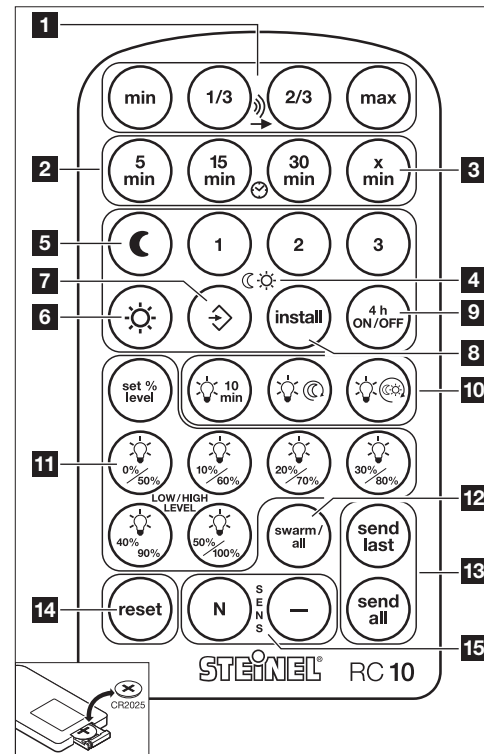 1
min 1/3 2/3 max
2 5 min 15 min 30 min x min 3
5 1 2 3
7 4
6 install 4 h ON/OFF 9
8
set % level 10 min 10
11 0%/50% 10%/60% 20%/70% 30%/80%
LOW/HIGH LEVEL 12
40%/90% 50%/100% swarm/all send last
13
14 reset N SENS – send all
15
STEINEL® RC 10
+ CR2025